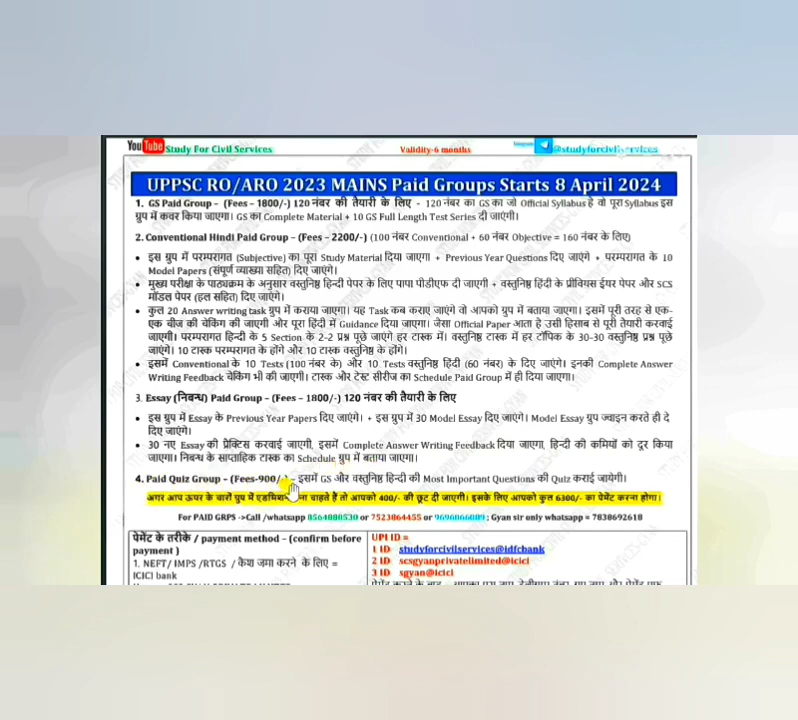 YouTube Study For Civil Services Validity-6 months Telegram @studyforcivilservices
UPPSC RO/ARO 2023 MAINS Paid Groups Starts 8 April 2024
1. GS Paid Group - (Fees – 1800/-) 120 नंबर की तैयारी के लिए - 120 नंबर का GS का जो Official Syllabus है वो पूरा Syllabus इस
ग्रुप में कवर किया जाएगा। GS का Complete Material + 10 GS Full Length Test Series दी जाएंगी।
2. Conventional Hindi Paid Group – (Fees – 2200/-) (100 नंबर Conventional + 60 नंबर Objective = 160 नंबर के लिए)
• इस ग्रुप में परम्परागत (Subjective) का पूरा Study Material दिया जाएगा + Previous Year Questions दिए जाएंगे + परम्परागत के 10
Model Papers (संपूर्ण व्याख्या सहित) दिए जाएंगे।
• मुख्य परीक्षा के पाठ्यक्रम के अनुसार वस्तुनिष्ठ हिन्दी पेपर के लिए पापा पीडीएफ दी जाएगी + वस्तुनिष्ठ हिंदी के प्रीवियस ईयर पेपर और SCS
मॉडल पेपर (हल सहित) दिए जाएंगे।
• कुल 20 Answer writing task ग्रुप में कराया जाएगा। यह Task कब कराए जाएंगे वो आपको ग्रुप में बताया जाएगा। इसमें पूरी तरह से एक-
एक चीज की चेकिंग की जाएगी और पूरा हिंदी में Guidance दिया जाएगा। जैसा Official Paper आता है उसी हिसाब से पूरी तैयारी करवाई
जाएगी। परम्परागत हिन्दी के 5 Section के 2-2 प्रश्न पूछे जाएंगे हर टास्क में। वस्तुनिष्ठ टास्क में हर टॉपिक के 30-30 वस्तुनिष्ठ प्रश्न पूछे
जाएंगे। 10 टास्क परम्परागत के होंगे और 10 टास्क वस्तुनिष्ठ के होंगे।
• इसमें Conventional के 10 Tests (100 नंबर के) और 10 Tests वस्तुनिष्ठ हिंदी (60 नंबर) के दिए जाएंगे। इनकी Complete Answer
Writing Feedback चेकिंग भी की जाएगी। टास्क और टेस्ट सीरीज का Schedule Paid Group में ही दिया जाएगा।
3. Essay (निबन्ध) Paid Group – (Fees – 1800/-) 120 नंबर की तैयारी के लिए
• इस ग्रुप में Essay के Previous Year Papers दिए जाएंगे। + इस ग्रुप में 30 Model Essay दिए जाएंगे। Model Essay ग्रुप ज्वाइन करते ही दे
दिए जाएंगे।
• 30 नए Essay की प्रैक्टिस करवाई जाएगी, इसमें Complete Answer Writing Feedback दिया जाएगा, हिन्दी की कमियों को दूर किया
जाएगा। निबन्ध के साप्ताहिक टास्क का Schedule ग्रुप में बताया जाएगा।
4. Paid Quiz Group - (Fees-900/-) - इसमें GS और वस्तुनिष्ठ हिन्दी की Most Important Questions की Quiz कराई जायेगी।
अगर आप ऊपर के चारों ग्रुप में चाहते हैं तो आपको 400/- की छूट दी जाएगी। इसके लिए आपको कुल 6300/- का पेमेंट करना होगा।
For PAID GRPS ->Call /whatsapp 8564880530 or 7523864455 or 9696066089 ; Gyan sir only whatsapp = 7838692618
पेमेंट के तरीके / payment method – (confirm before
payment )
1. NEFT/ IMPS /RTGS / कैश जमा करने के लिए =
ICICI bank
UPI ID =
1 ID studyforcivilservices@idfcbank
2 ID scsgyanprivatelimited@icici
3 ID sgyan@icici